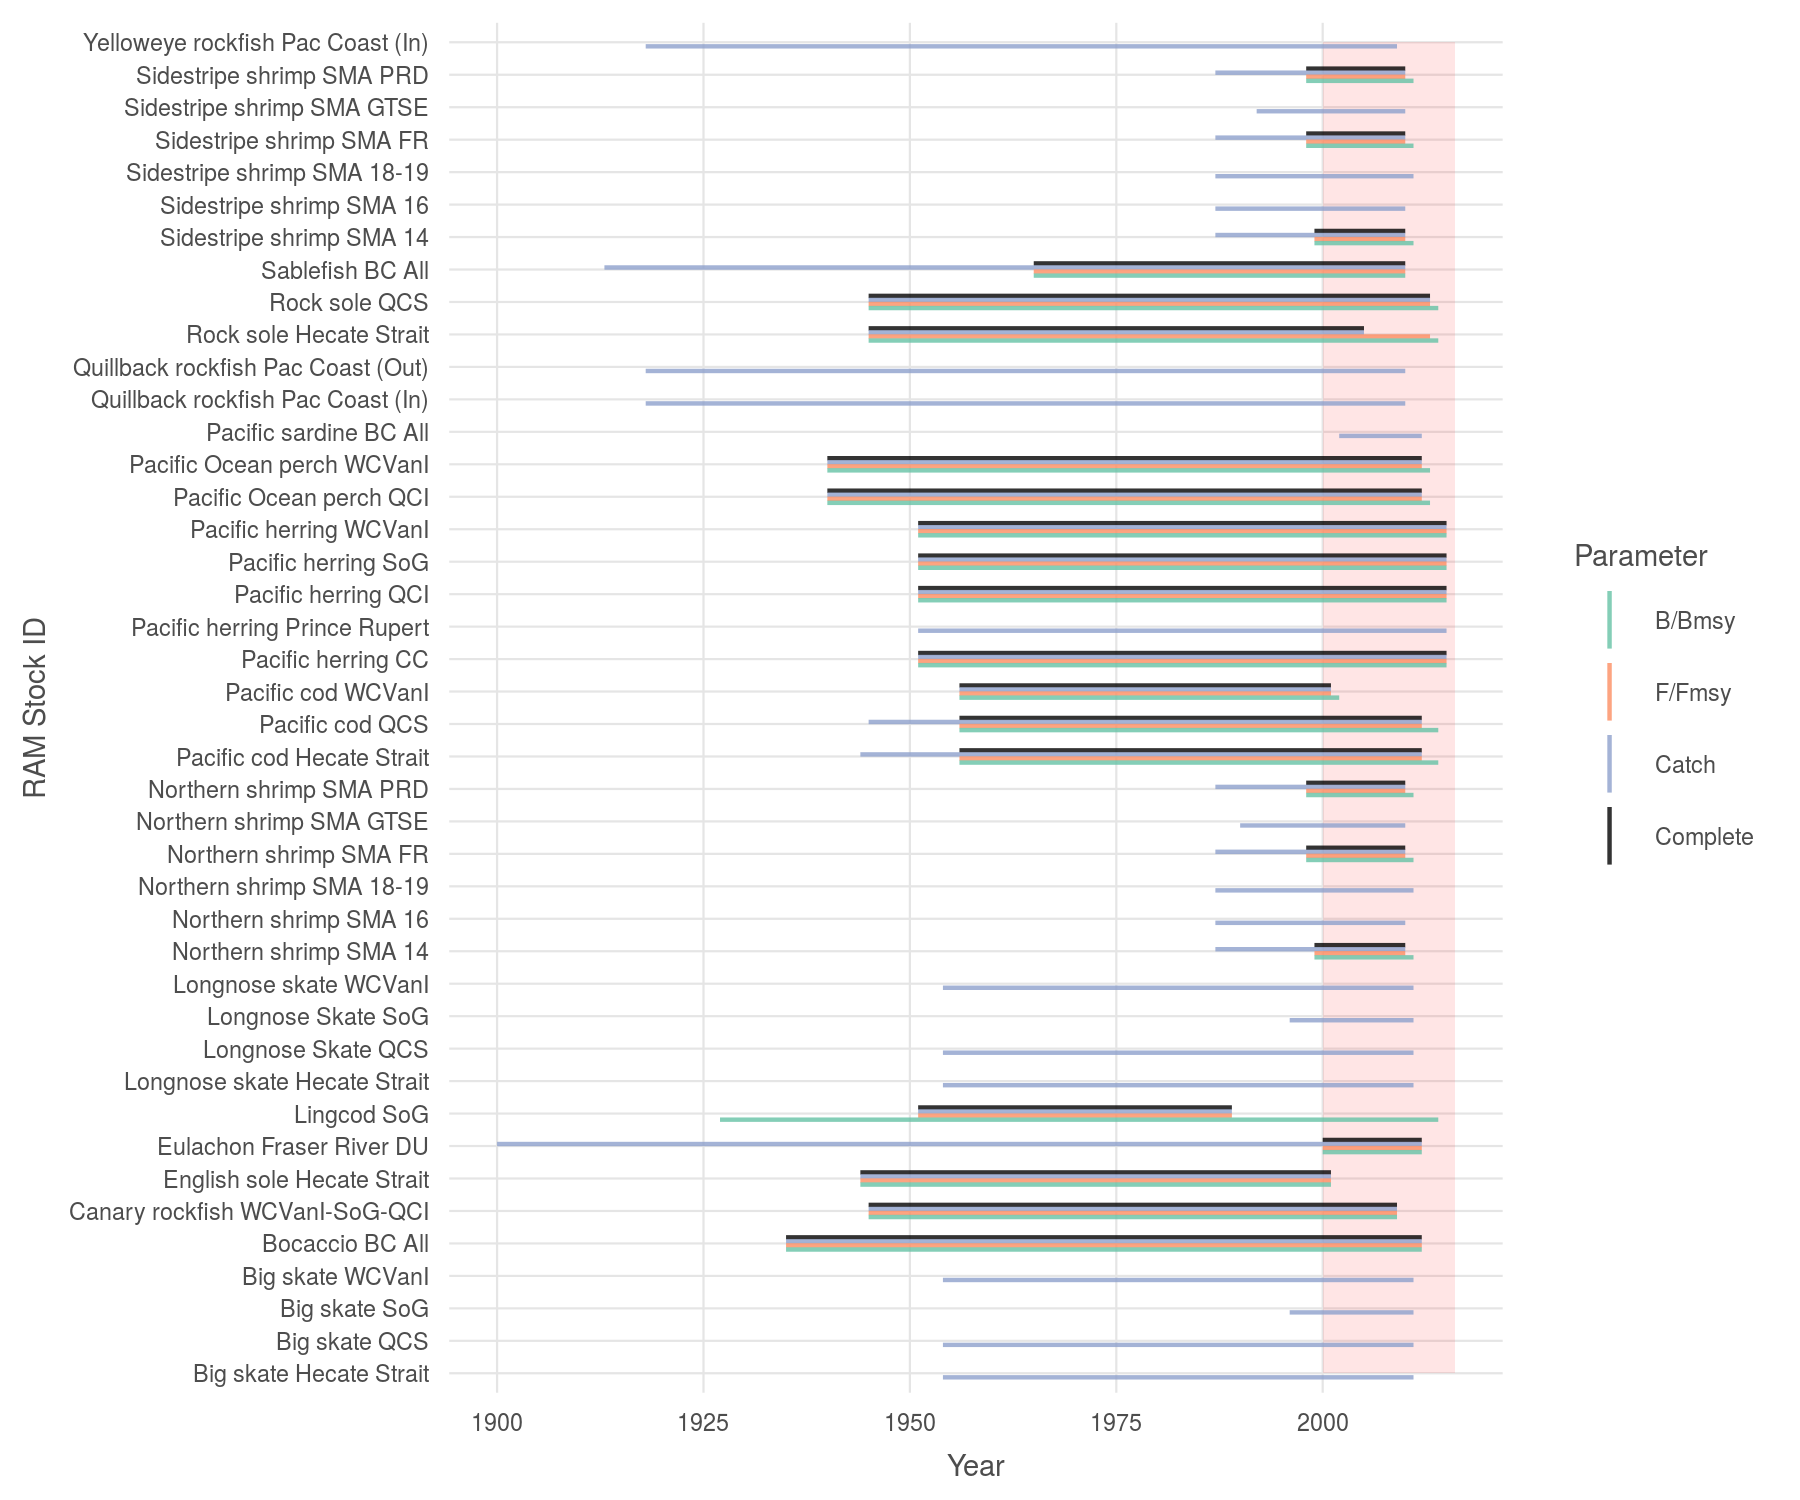 Yelloweye rockfish Pac Coast (In)
Sidestripe shrimp SMA PRD
Sidestripe shrimp SMA GTSE
Sidestripe shrimp SMA FR
Sidestripe shrimp SMA 18-19
Sidestripe shrimp SMA 16
Sidestripe shrimp SMA 14
Sablefish BC All
Rock sole QCS
Rock sole Hecate Strait
Quillback rockfish Pac Coast (Out)
Quillback rockfish Pac Coast (In)
Pacific sardine BC All
Pacific Ocean perch WCVanI
Pacific Ocean perch QCI
Pacific herring WCVanI
Pacific herring SoG
Pacific herring QCI
Pacific herring Prince Rupert
Pacific herring CC
Pacific cod WCVanI
Pacific cod QCS
Pacific cod Hecate Strait
Northern shrimp SMA PRD
Northern shrimp SMA GTSE
Northern shrimp SMA FR
Northern shrimp SMA 18-19
Northern shrimp SMA 16
Northern shrimp SMA 14
Longnose skate WCVanI
Longnose Skate SoG
Longnose Skate QCS
Longnose skate Hecate Strait
Lingcod SoG
Eulachon Fraser River DU
English sole Hecate Strait
Canary rockfish WCVanI-SoG-QCI
Bocaccio BC All
Big skate WCVanI
Big skate SoG
Big skate QCS
Big skate Hecate Strait
RAM Stock ID
1900 1925 1950 1975 2000
Year
Parameter
B/Bmsy
F/Fmsy
Catch
Complete